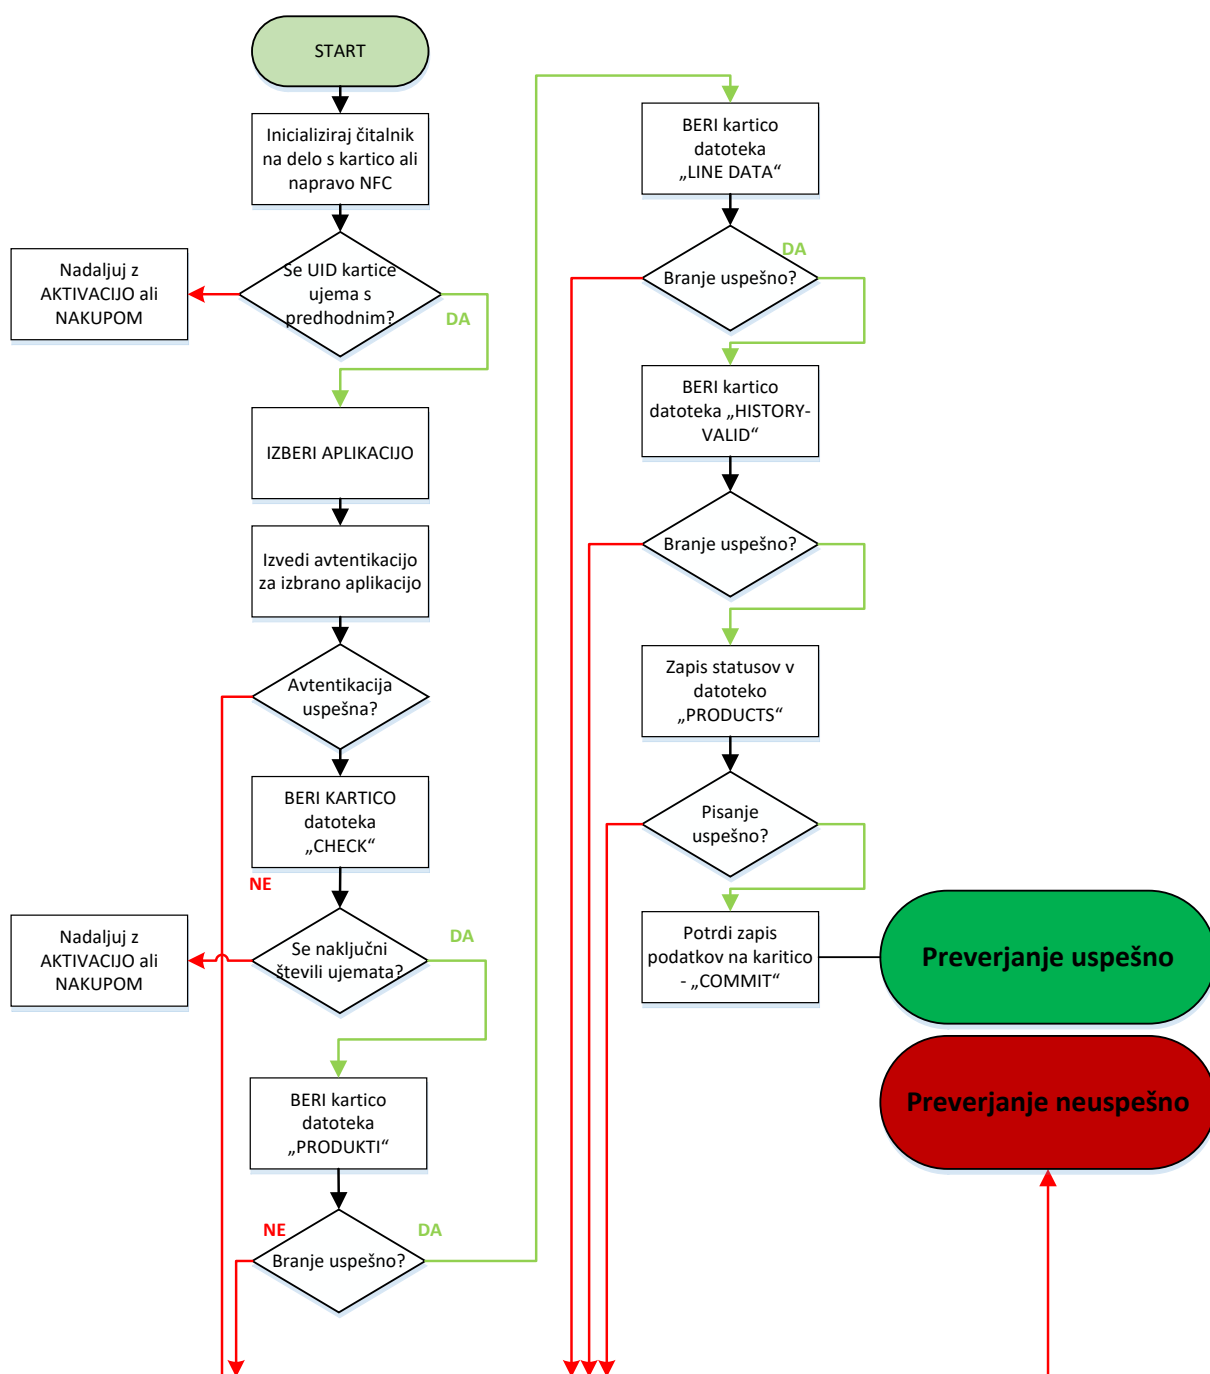 START
Inicializiraj čitalnik
na delo s kartico ali
napravo NFC
Se UID kartice
ujema s
predhodnim?
DA
Nadaljuj z
AKTIVACIJO ali
NAKUPOM
IZBERI APLIKACIJO
Izvedi avtentikacijo
za izbrano aplikacijo
Avtentikacija
uspešna?
BERI KARTICO
datoteka
„CHECK“
NE
Se naključni
števili ujemata?
DA
Nadaljuj z
AKTIVACIJO ali
NAKUPOM
BERI kartico
datoteka
„PRODUKTI“
NE
DA
Branje uspešno?
BERI kartico
datoteka
„LINE DATA“
DA
Branje uspešno?
BERI kartico
datoteka „HISTORY-
VALID“
Branje uspešno?
Zapis statusov v
datoteko
„PRODUCTS“
Pisanje
uspešno?
Potrdi zapis
podatkov na karitico
- „COMMIT“
Preverjanje uspešno
Preverjanje neuspešno